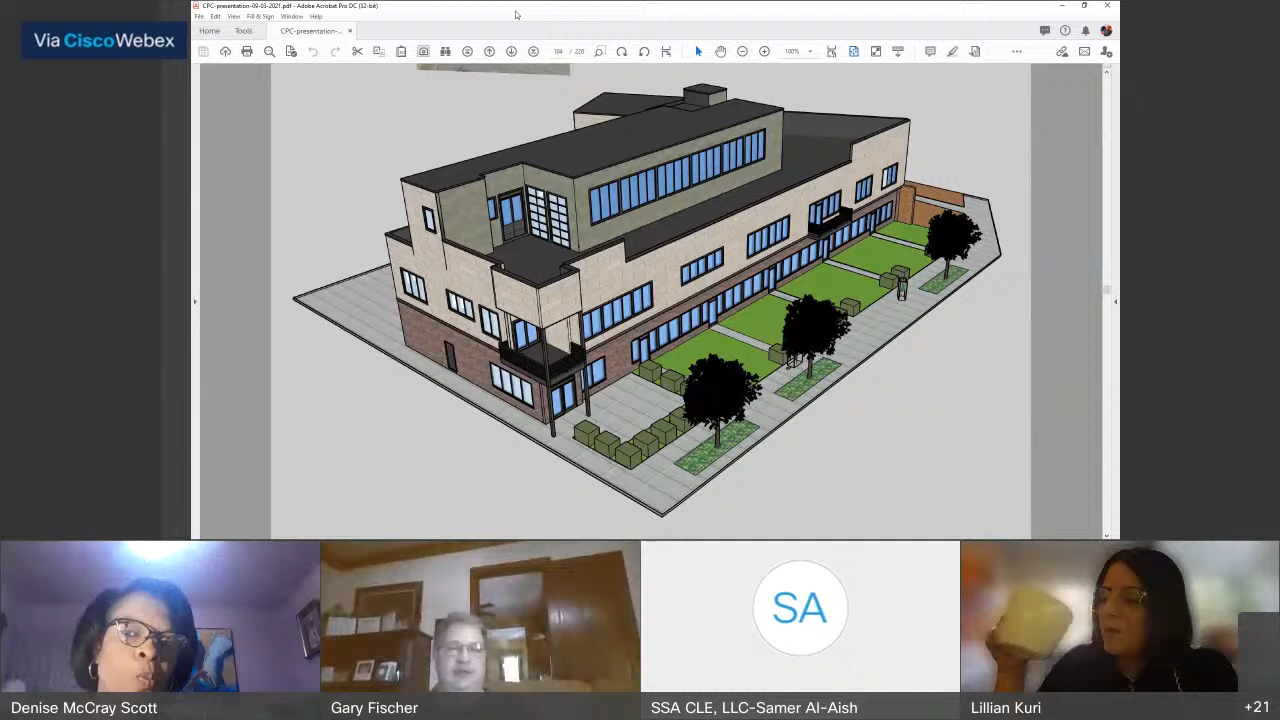 Via CiscoWebex
CPC-presentation-09-03-2021.pdf - Adobe Acrobat Pro DC (32-bit)
File Edit View Fill & Sign Window Help
Home Tools CPC-presentation-... ×
104 / 220 100%
SA
Denise McCray Scott
Gary Fischer
SSA CLE, LLC-Samer Al-Aish
Lillian Kuri
+21